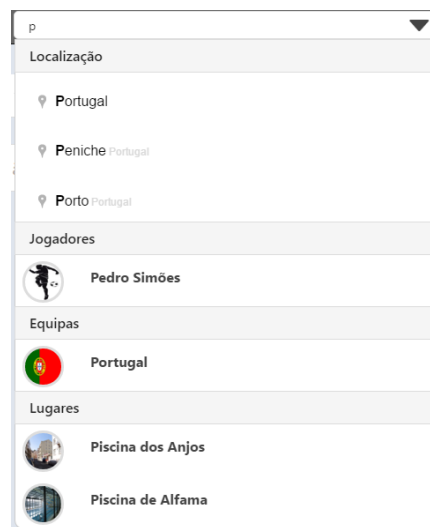 p
Localização
Portugal
Peniche Portugal
Porto Portugal
Jogadores
Pedro Simões
Equipas
Portugal
Lugares
Piscina dos Anjos
Piscina de Alfama